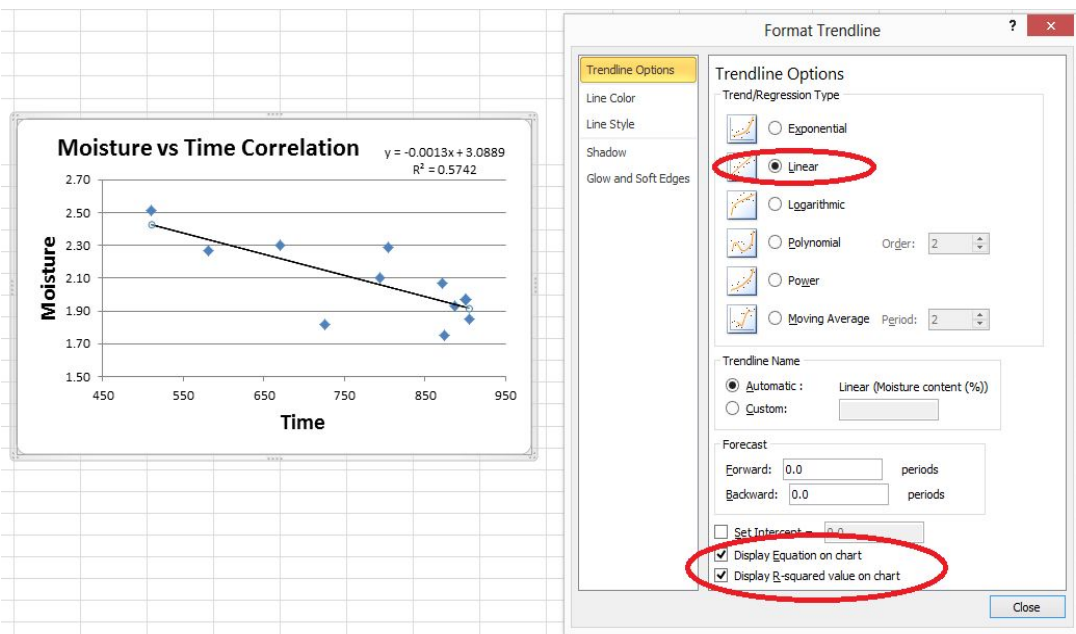 Moisture vs Time Correlation
y = -0.0013x + 3.0889
R² = 0.5742
2.70
2.50
2.30
2.10
1.90
1.70
1.50
Moisture
450 550 650 750 850 950
Time
Format Trendline
? ×
Trendline Options
Line Color
Line Style
Shadow
Glow and Soft Edges
Trendline Options
Trend/Regression Type
Exponential
Linear
Logarithmic
Polynomial Order: 2
Power
Moving Average Period: 2
Trendline Name
Automatic : Linear (Moisture content (%))
Custom:
Forecast
Forward: 0.0 periods
Backward: 0.0 periods
Set Intercept = 0.0
Display Equation on chart
Display R-squared value on chart
Close